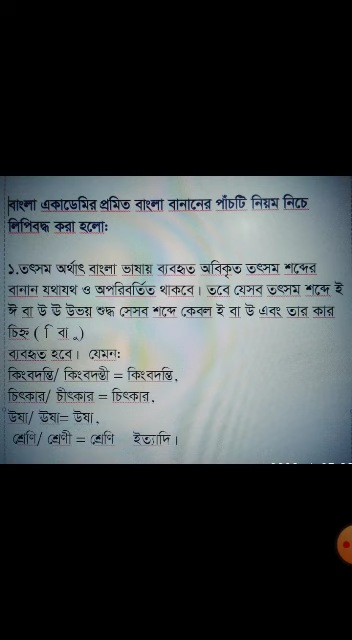 বাংলা একাডেমির প্রমিত বাংলা বানানের পাঁচটি নিয়ম নিচে
লিপিবদ্ধ করা হলো:
১.তৎসম অর্থাৎ বাংলা ভাষায় ব্যবহৃত অবিকৃত তৎসম শব্দের
বানান যথাযথ ও অপরিবর্তিত থাকবে। তবে যেসব তৎসম শব্দে ই
ঈ বা উ ঊ উভয় শুদ্ধ সেসব শব্দে কেবল ই বা উ এবং তার কার
চিহ্ন ( ি বা ু)
ব্যবহৃত হবে। যেমন:
কিংবদন্তি/ কিংবদন্তী = কিংবদন্তি,
চিৎকার/ চীৎকার = চিৎকার,
উষা/ ঊষা= উষা,
শ্রেণি/ শ্রেণী = শ্রেণি ইত্যাদি।